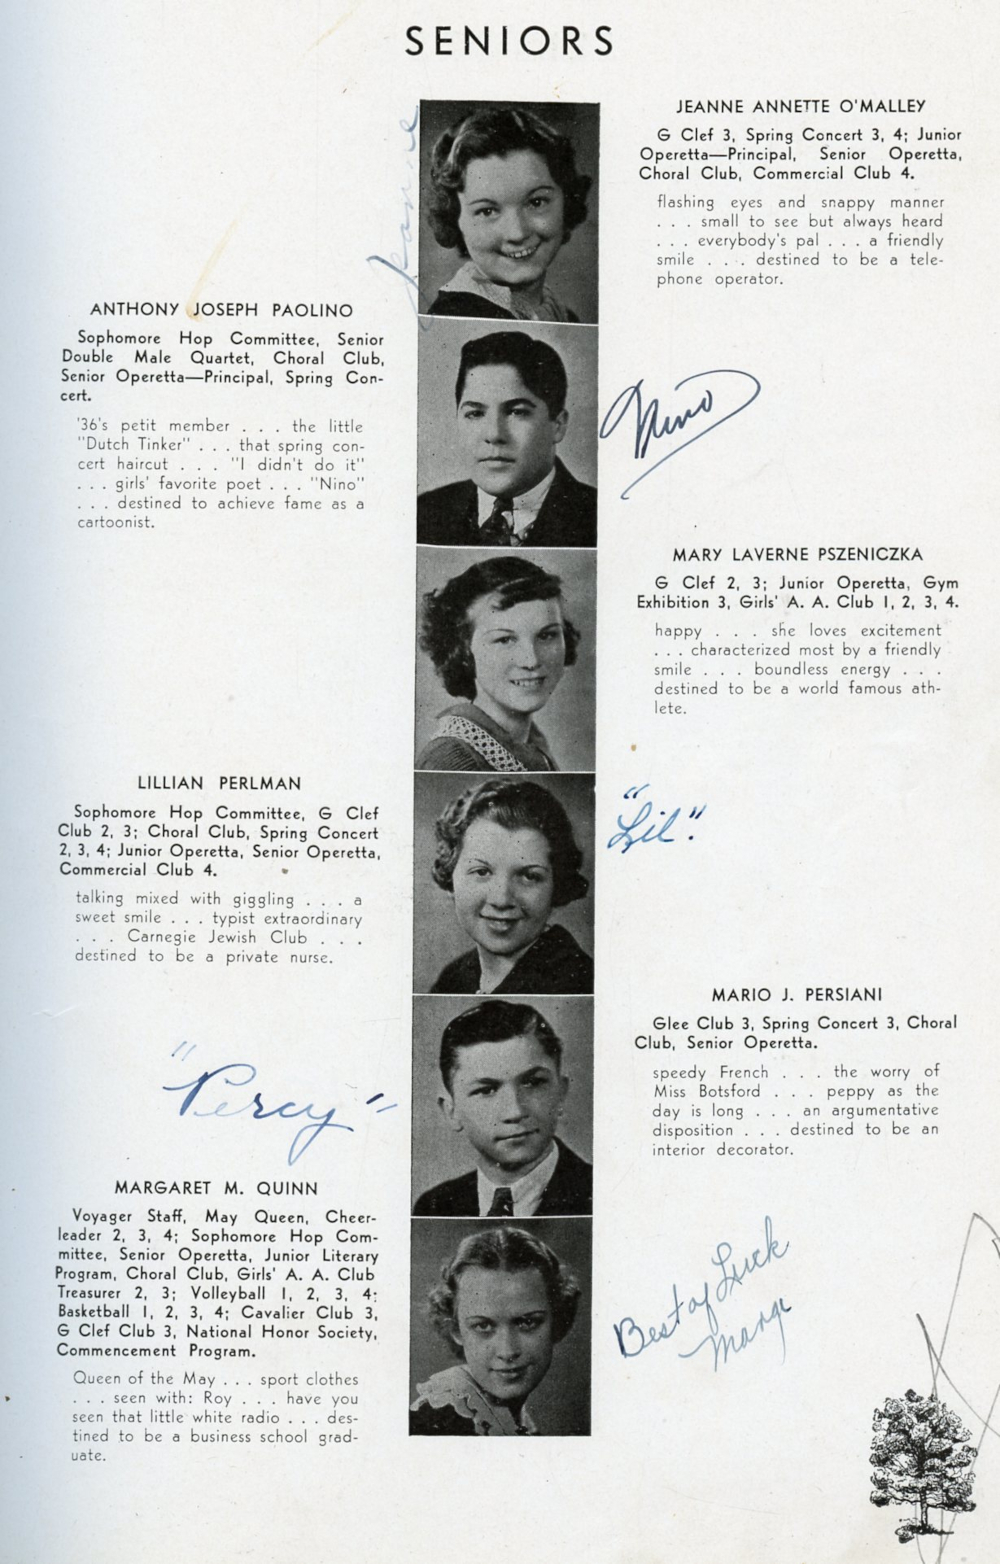 SENIORS
Jeanne
JEANNE ANNETTE O'MALLEY
G Clef 3, Spring Concert 3, 4; Junior
Operetta—Principal, Senior Operetta,
Choral Club, Commercial Club 4.
flashing eyes and snappy manner
. . . small to see but always heard
. . . everybody's pal . . . a friendly
smile . . . destined to be a tele-
phone operator.
ANTHONY JOSEPH PAOLINO
Sophomore Hop Committee, Senior
Double Male Quartet, Choral Club,
Senior Operetta—Principal, Spring Con-
cert.
'36's petit member . . . the little
"Dutch Tinker" . . . that spring con-
cert haircut . . . "I didn't do it"
. . . girls' favorite poet . . . "Nino"
. . . destined to achieve fame as a
cartoonist.
Nino
MARY LAVERNE PSZENICZKA
G Clef 2, 3; Junior Operetta, Gym
Exhibition 3, Girls' A. A. Club 1, 2, 3, 4.
happy . . . she loves excitement
. . . characterized most by a friendly
smile . . . boundless energy . . .
destined to be a world famous ath-
lete.
LILLIAN PERLMAN
Sophomore Hop Committee, G Clef
Club 2, 3; Choral Club, Spring Concert
2, 3, 4; Junior Operetta, Senior Operetta,
Commercial Club 4.
talking mixed with giggling . . . a
sweet smile . . . typist extraordinary
. . . Carnegie Jewish Club . . .
destined to be a private nurse.
"Lil".
MARIO J. PERSIANI
Glee Club 3, Spring Concert 3, Choral
Club, Senior Operetta.
speedy French . . . the worry of
Miss Botsford . . . peppy as the
day is long . . . an argumentative
disposition . . . destined to be an
interior decorator.
"Percy"
MARGARET M. QUINN
Voyager Staff, May Queen, Cheer-
leader 2, 3, 4; Sophomore Hop Com-
mittee, Senior Operetta, Junior Literary
Program, Choral Club, Girls' A. A. Club
Treasurer 2, 3; Volleyball 1, 2, 3, 4;
Basketball 1, 2, 3, 4; Cavalier Club 3,
G Clef Club 3, National Honor Society,
Commencement Program.
Queen of the May . . . sport clothes
. . . seen with: Roy . . . have you
seen that little white radio . . . des-
tined to be a business school grad-
uate.
Best of Luck
Marge